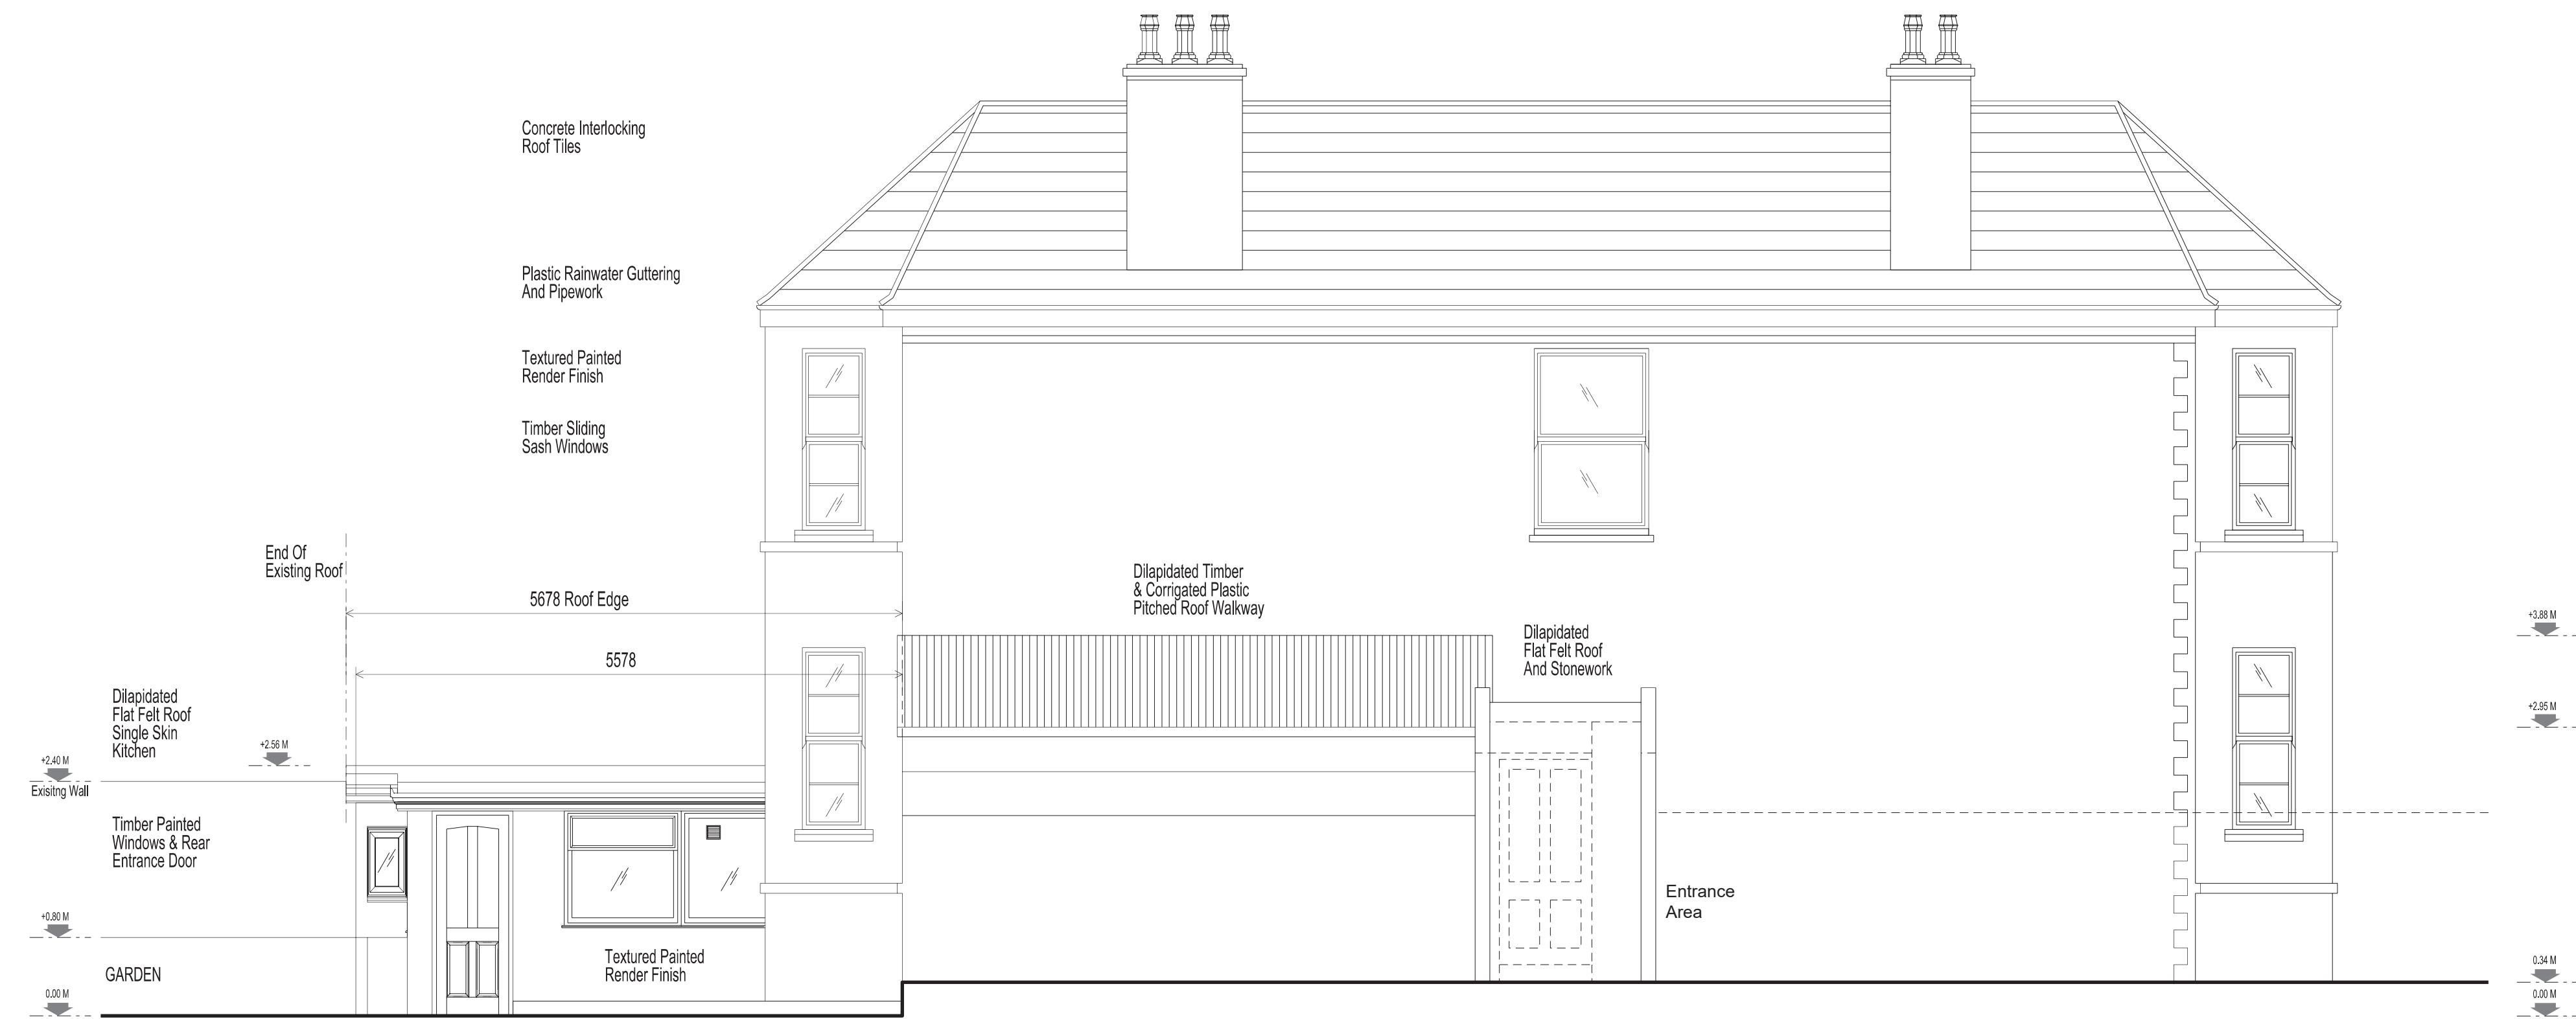 Concrete Interlocking
Roof Tiles
Plastic Rainwater Guttering
And Pipework
Textured Painted
Render Finish
Timber Sliding
Sash Windows
End Of
Existing Roof
5678 Roof Edge
5578
Dilapidated Timber
& Corrigated Plastic
Pitched Roof Walkway
Dilapidated
Flat Felt Roof
And Stonework
Dilapidated
Flat Felt Roof
Single Skin
Kitchen
+2.56 M
+2.40 M
Exisitng Wall
Timber Painted
Windows & Rear
Entrance Door
+0.80 M
GARDEN
0.00 M
Textured Painted
Render Finish
Entrance
Area
+3.88 M
+2.95 M
0.34 M
0.00 M